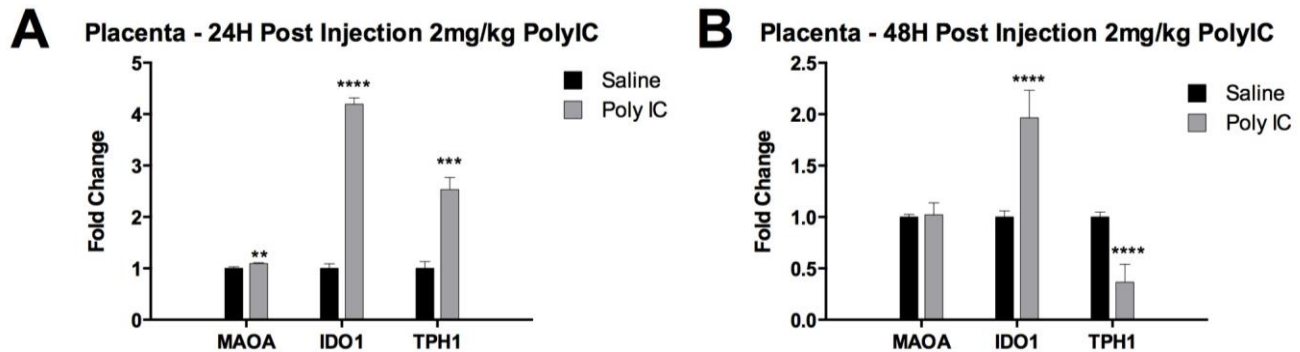 A
Placenta - 24H Post Injection 2mg/kg PolyIC
Fold Change
5
4
3
2
1
0
**
****
***
MAOA
IDO1
TPH1
Saline
Poly IC
B
Placenta - 48H Post Injection 2mg/kg PolyIC
Fold Change
2.5
2.0
1.5
1.0
0.5
0.0
****
****
MAOA
IDO1
TPH1
Saline
Poly IC